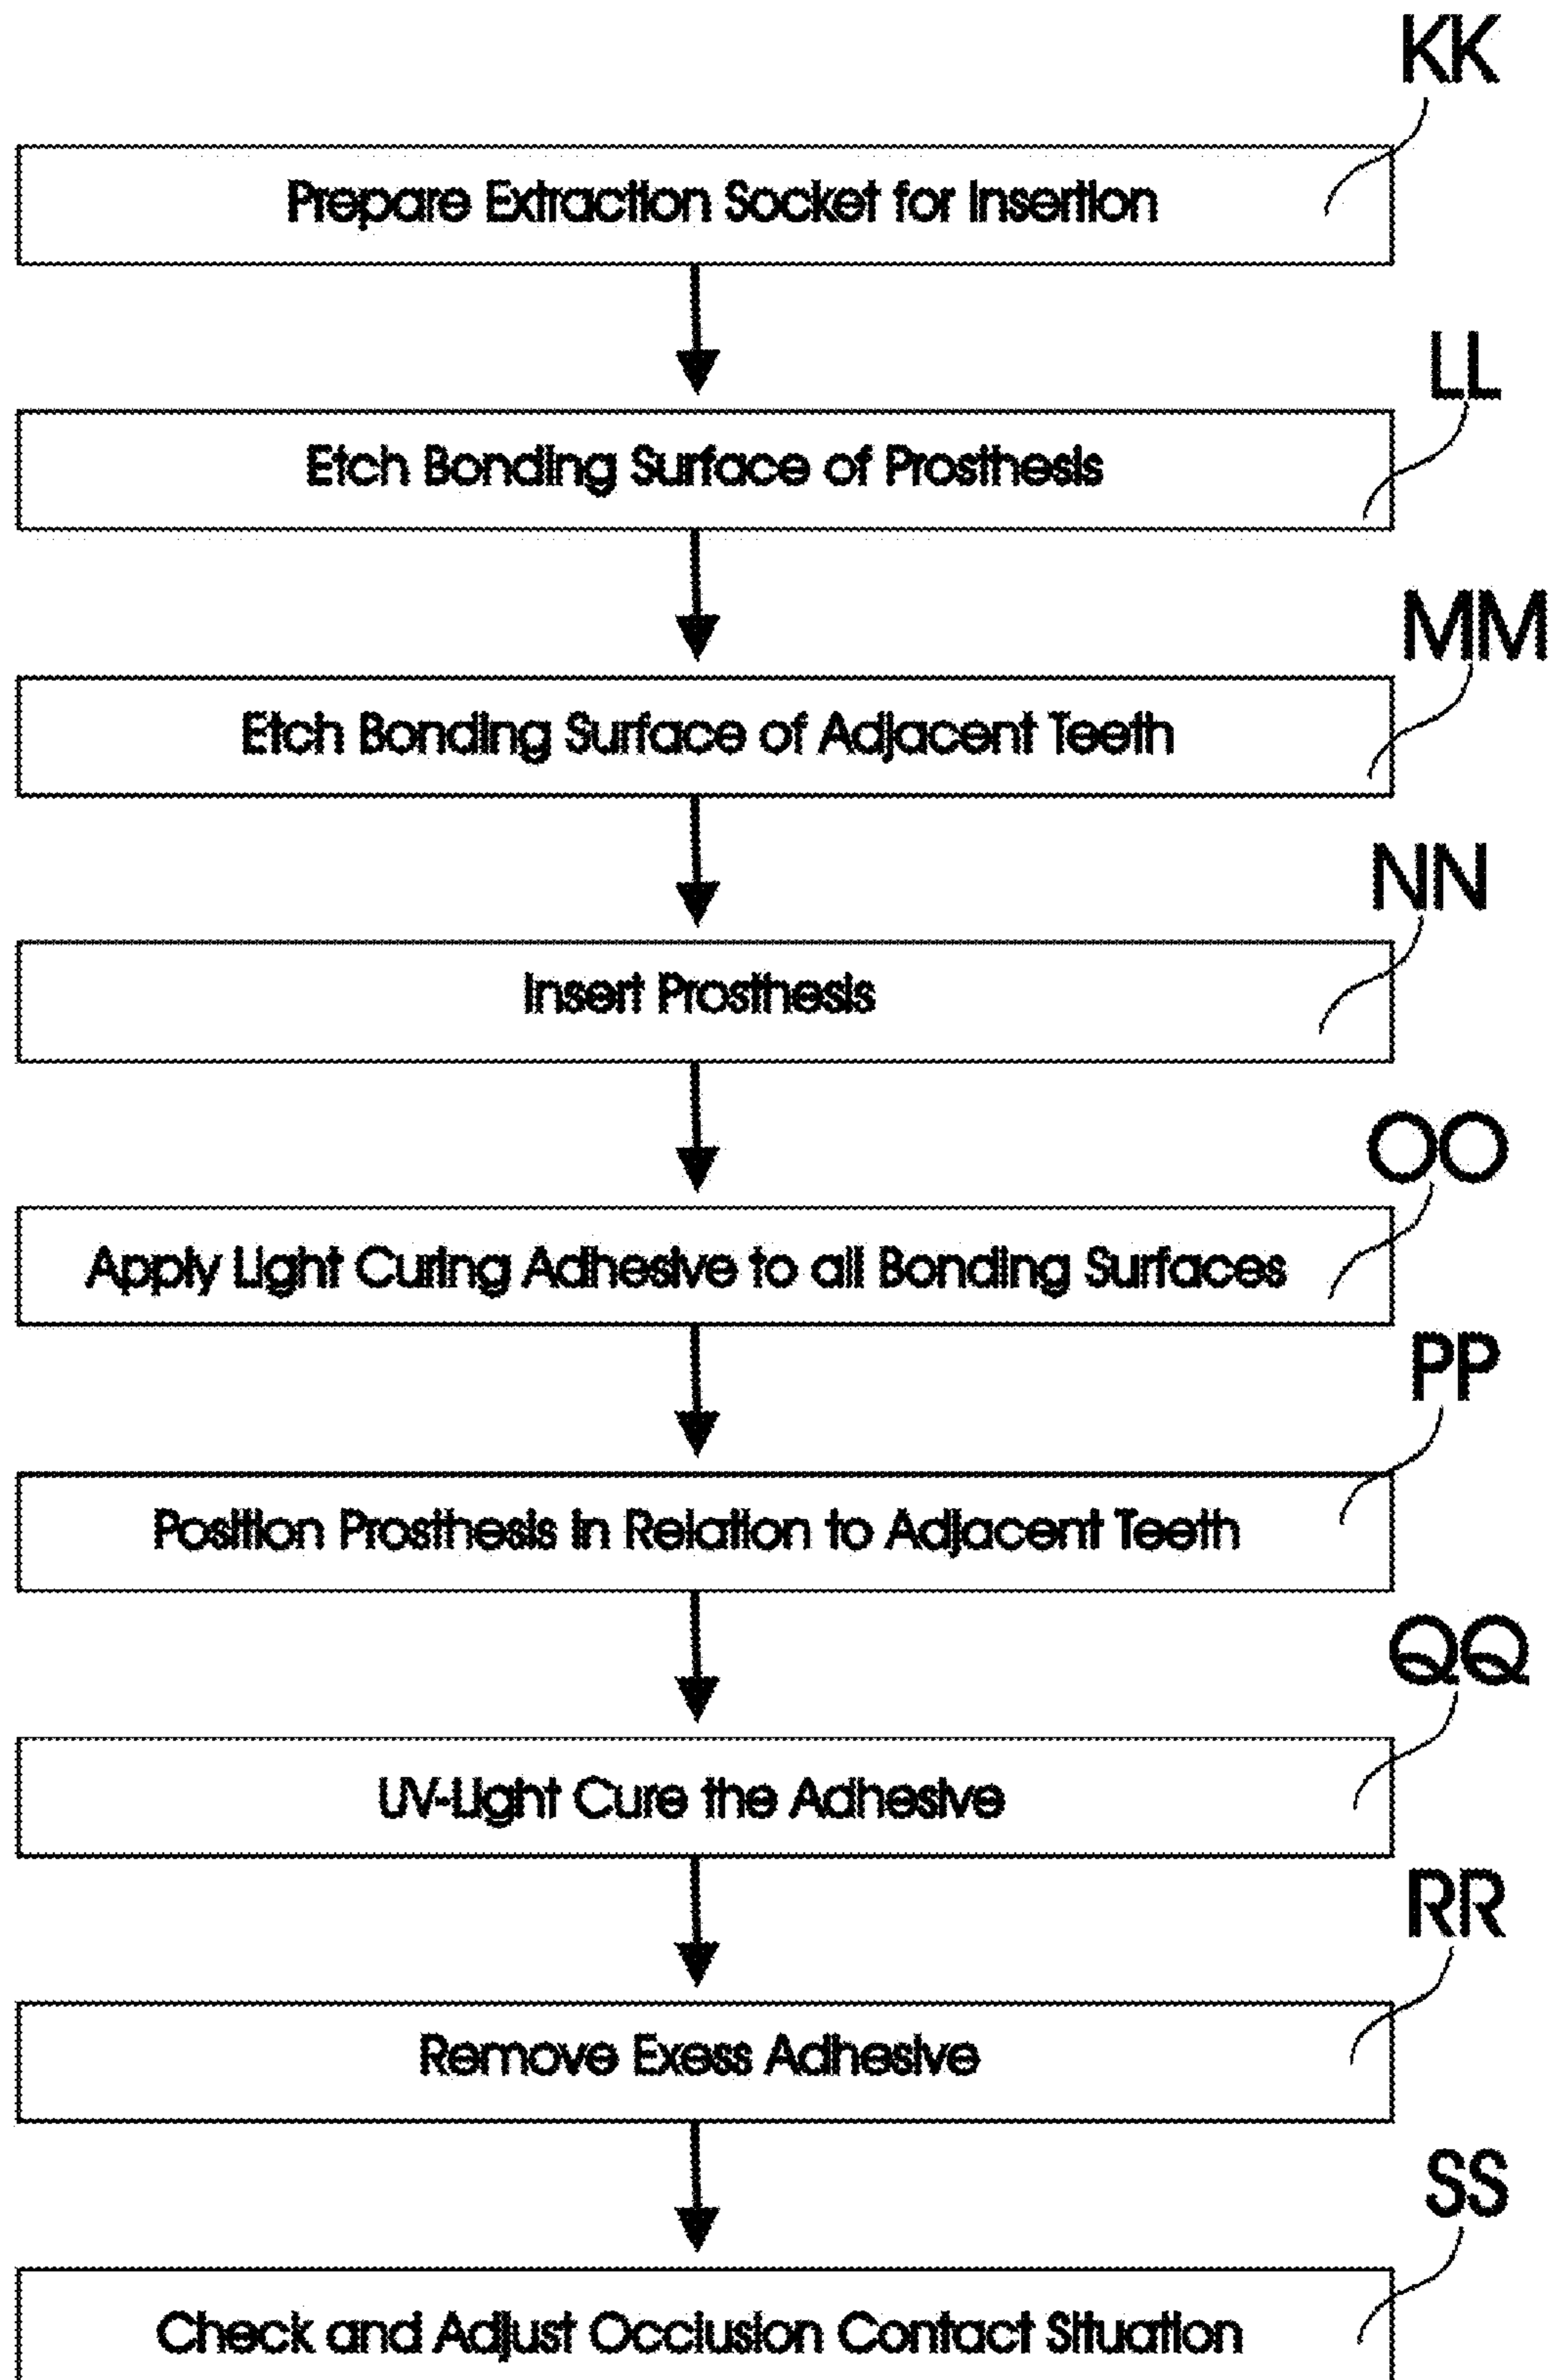 KK
Prepare Extraction Socket for Insertion
LL
Etch Bonding Surface of Prosthesis
MM
Etch Bonding Surface of Adjacent Teeth
NN
Insert Prosthesis
OO
Apply Light Curing Adhesive to all Bonding Surfaces
PP
Position Prosthesis in Relation to Adjacent Teeth
QQ
UV-Light Cure the Adhesive
RR
Remove Exess Adhesive
SS
Check and Adjust Occlusion Contact Situation